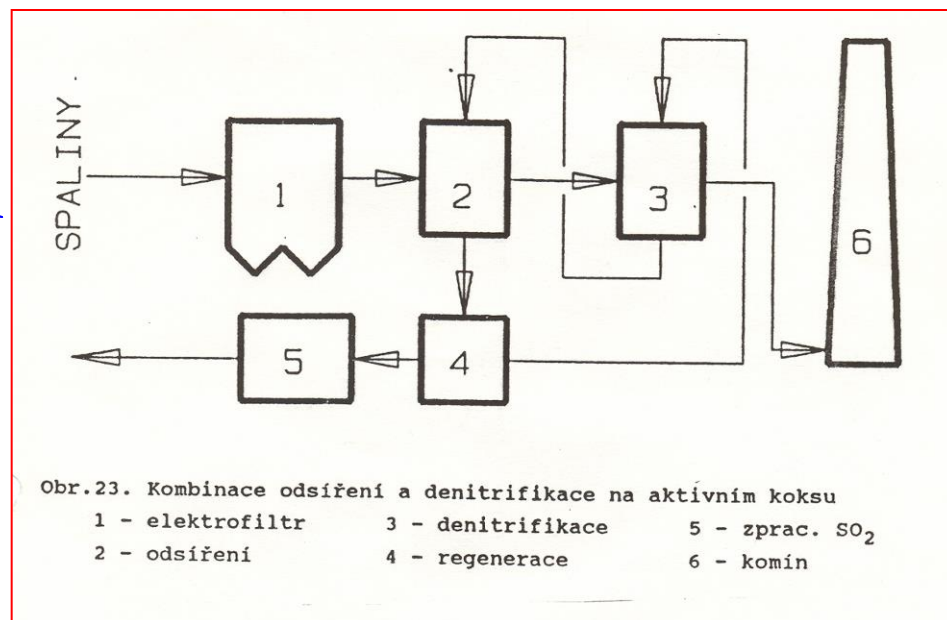 SPALINY
1
2
3
4
5
6
Obr.23. Kombinace odsíření a denitrifikace na aktivním koksu
1 - elektrofiltr 3 - denitrifikace 5 - zprac. SO₂
2 - odsíření 4 - regenerace 6 - komín